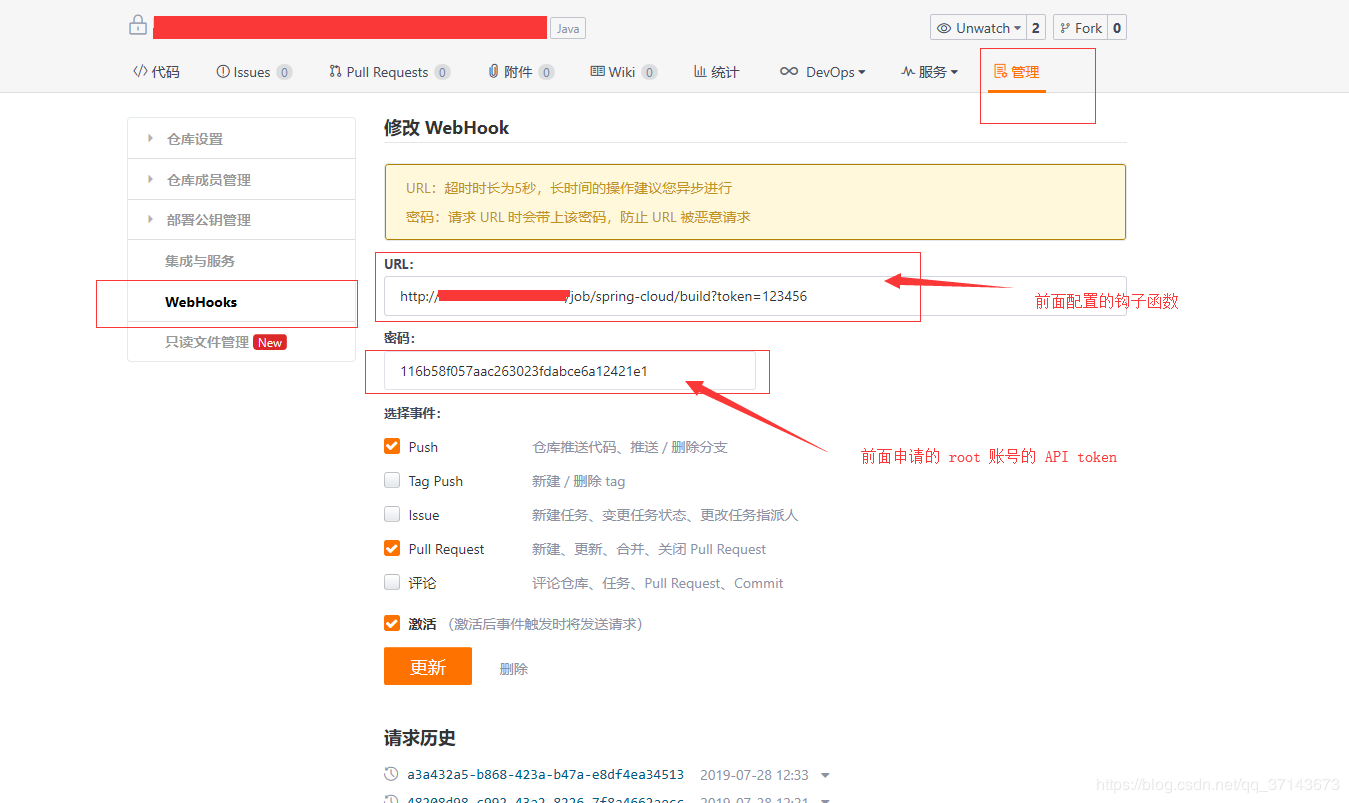 Java
Unwatch 2
Fork 0
代码
Issues 0
Pull Requests 0
附件 0
Wiki 0
统计
DevOps
服务
管理
仓库设置
仓库成员管理
部署公钥管理
集成与服务
WebHooks
只读文件管理 New
修改 WebHook
URL：超时时长为5秒，长时间的操作建议您异步进行
密码：请求 URL 时会带上该密码，防止 URL 被恶意请求
URL:
http:// /job/spring-cloud/build?token=123456
前面配置的钩子函数
密码:
116b58f057aac263023fdabce6a12421e1
前面申请的 root 账号的 API token
选择事件:
Push 仓库推送代码、推送 / 删除分支
Tag Push 新建 / 删除 tag
Issue 新建任务、变更任务状态、更改任务指派人
Pull Request 新建、更新、合并、关闭 Pull Request
评论 评论仓库、任务、Pull Request、Commit
激活 （激活后事件触发时将发送请求）
更新 删除
请求历史
a3a432a5-b868-423a-b47a-e8df4ea34513 2019-07-28 12:33
https://blog.csdn.net/qq_37143673